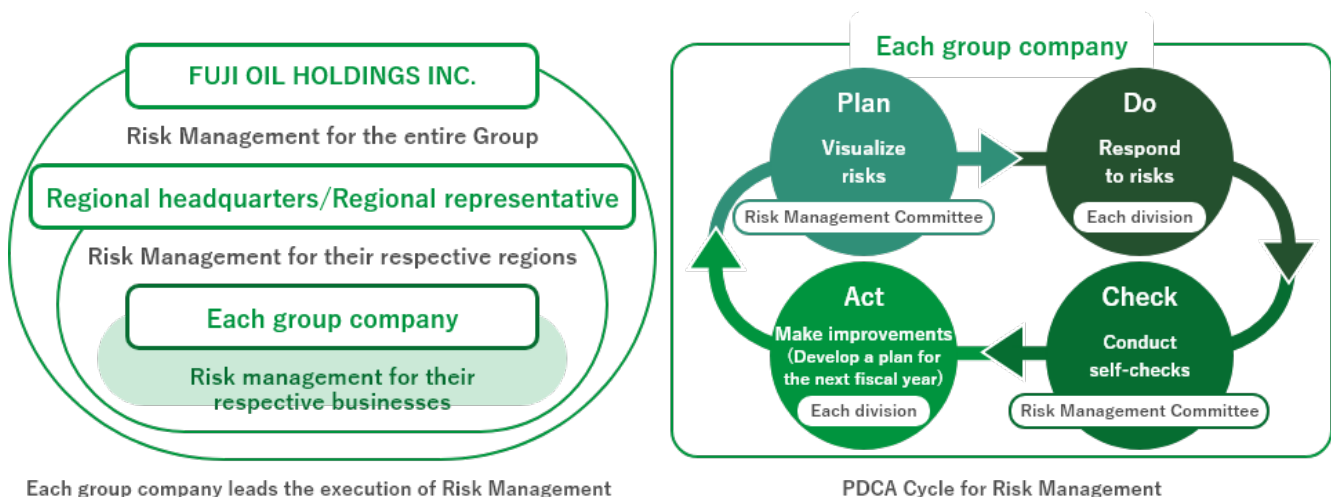 FUJI OIL HOLDINGS INC.
Risk Management for the entire Group
Regional headquarters/Regional representative
Risk Management for their respective regions
Each group company
Risk management for their
respective businesses
Each group company leads the execution of Risk Management
Each group company
Plan
Visualize
risks
Risk Management Committee
Do
Respond
to risks
Each division
Check
Conduct
self-checks
Risk Management Committee
Act
Make improvements
(Develop a plan for
the next fiscal year)
Each division
PDCA Cycle for Risk Management